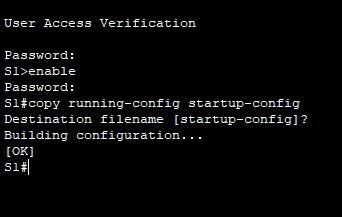 User Access Verification
Password:
S1>enable
Password:
S1#copy running-config startup-config
Destination filename [startup-config]?
Building configuration...
[OK]
S1#